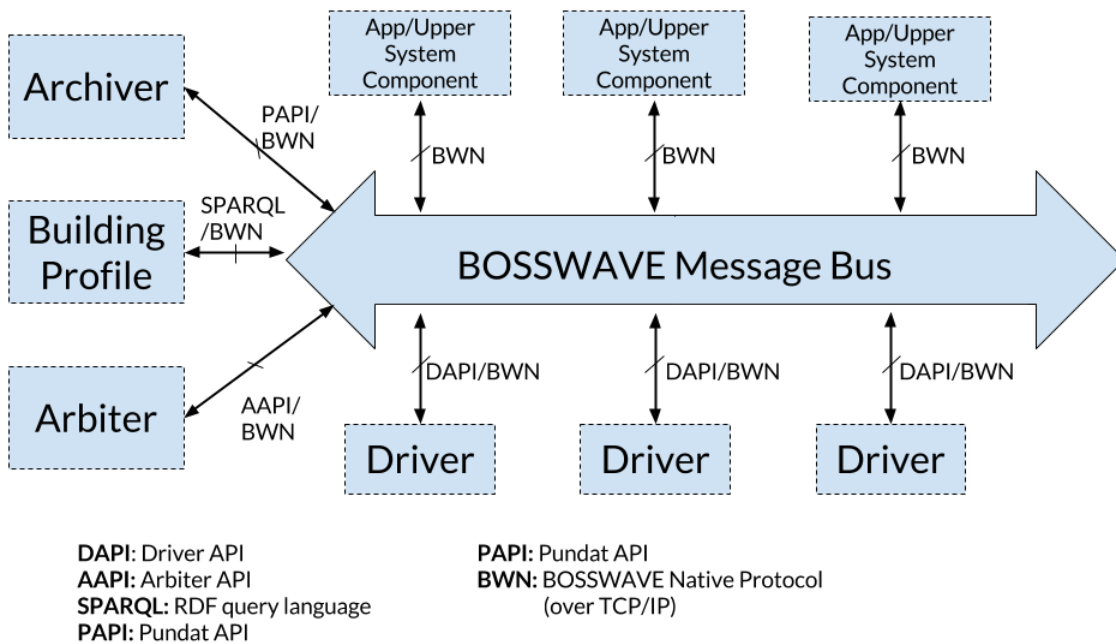 App/Upper
System
Component
App/Upper
System
Component
App/Upper
System
Component
Archiver
PAPI/
BWN
BWN
BWN
BWN
Building
Profile
SPARQL
/BWN
BOSSWAVE Message Bus
Arbiter
AAPI/
BWN
DAPI/BWN
DAPI/BWN
DAPI/BWN
Driver
Driver
Driver
DAPI: Driver API
AAPI: Arbiter API
SPARQL: RDF query language
PAPI: Pundat API
PAPI: Pundat API
BWN: BOSSWAVE Native Protocol
(over TCP/IP)